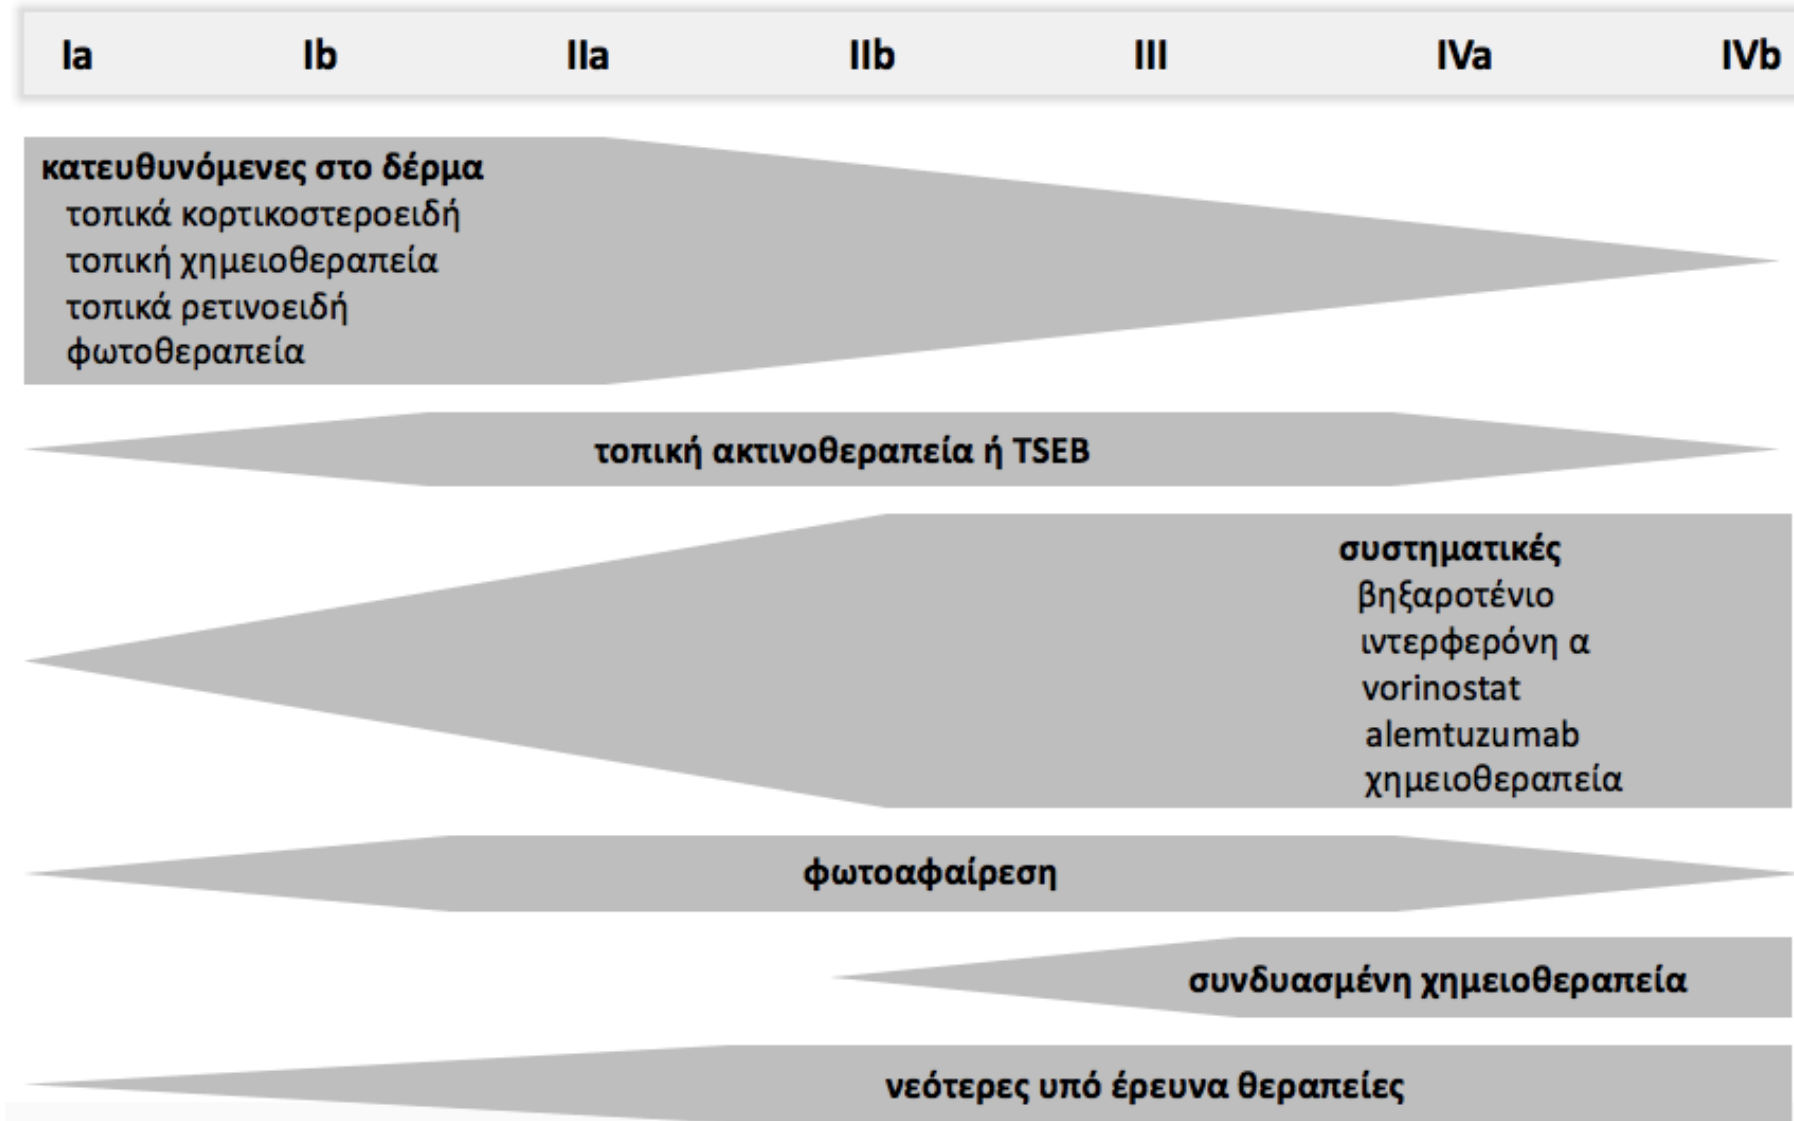 Ia Ib IIa IIb III IVa IVb
κατευθυνόμενες στο δέρμα
τοπικά κορτικοστεροειδή
τοπική χημειοθεραπεία
τοπικά ρετινοειδή
φωτοθεραπεία
τοπική ακτινοθεραπεία ή TSEB
συστηματικές
βηξαροτένιο
ιντερφερόνη α
vorinostat
alemtuzumab
χημειοθεραπεία
φωτοαφαίρεση
συνδυασμένη χημειοθεραπεία
νεότερες υπό έρευνα θεραπείες